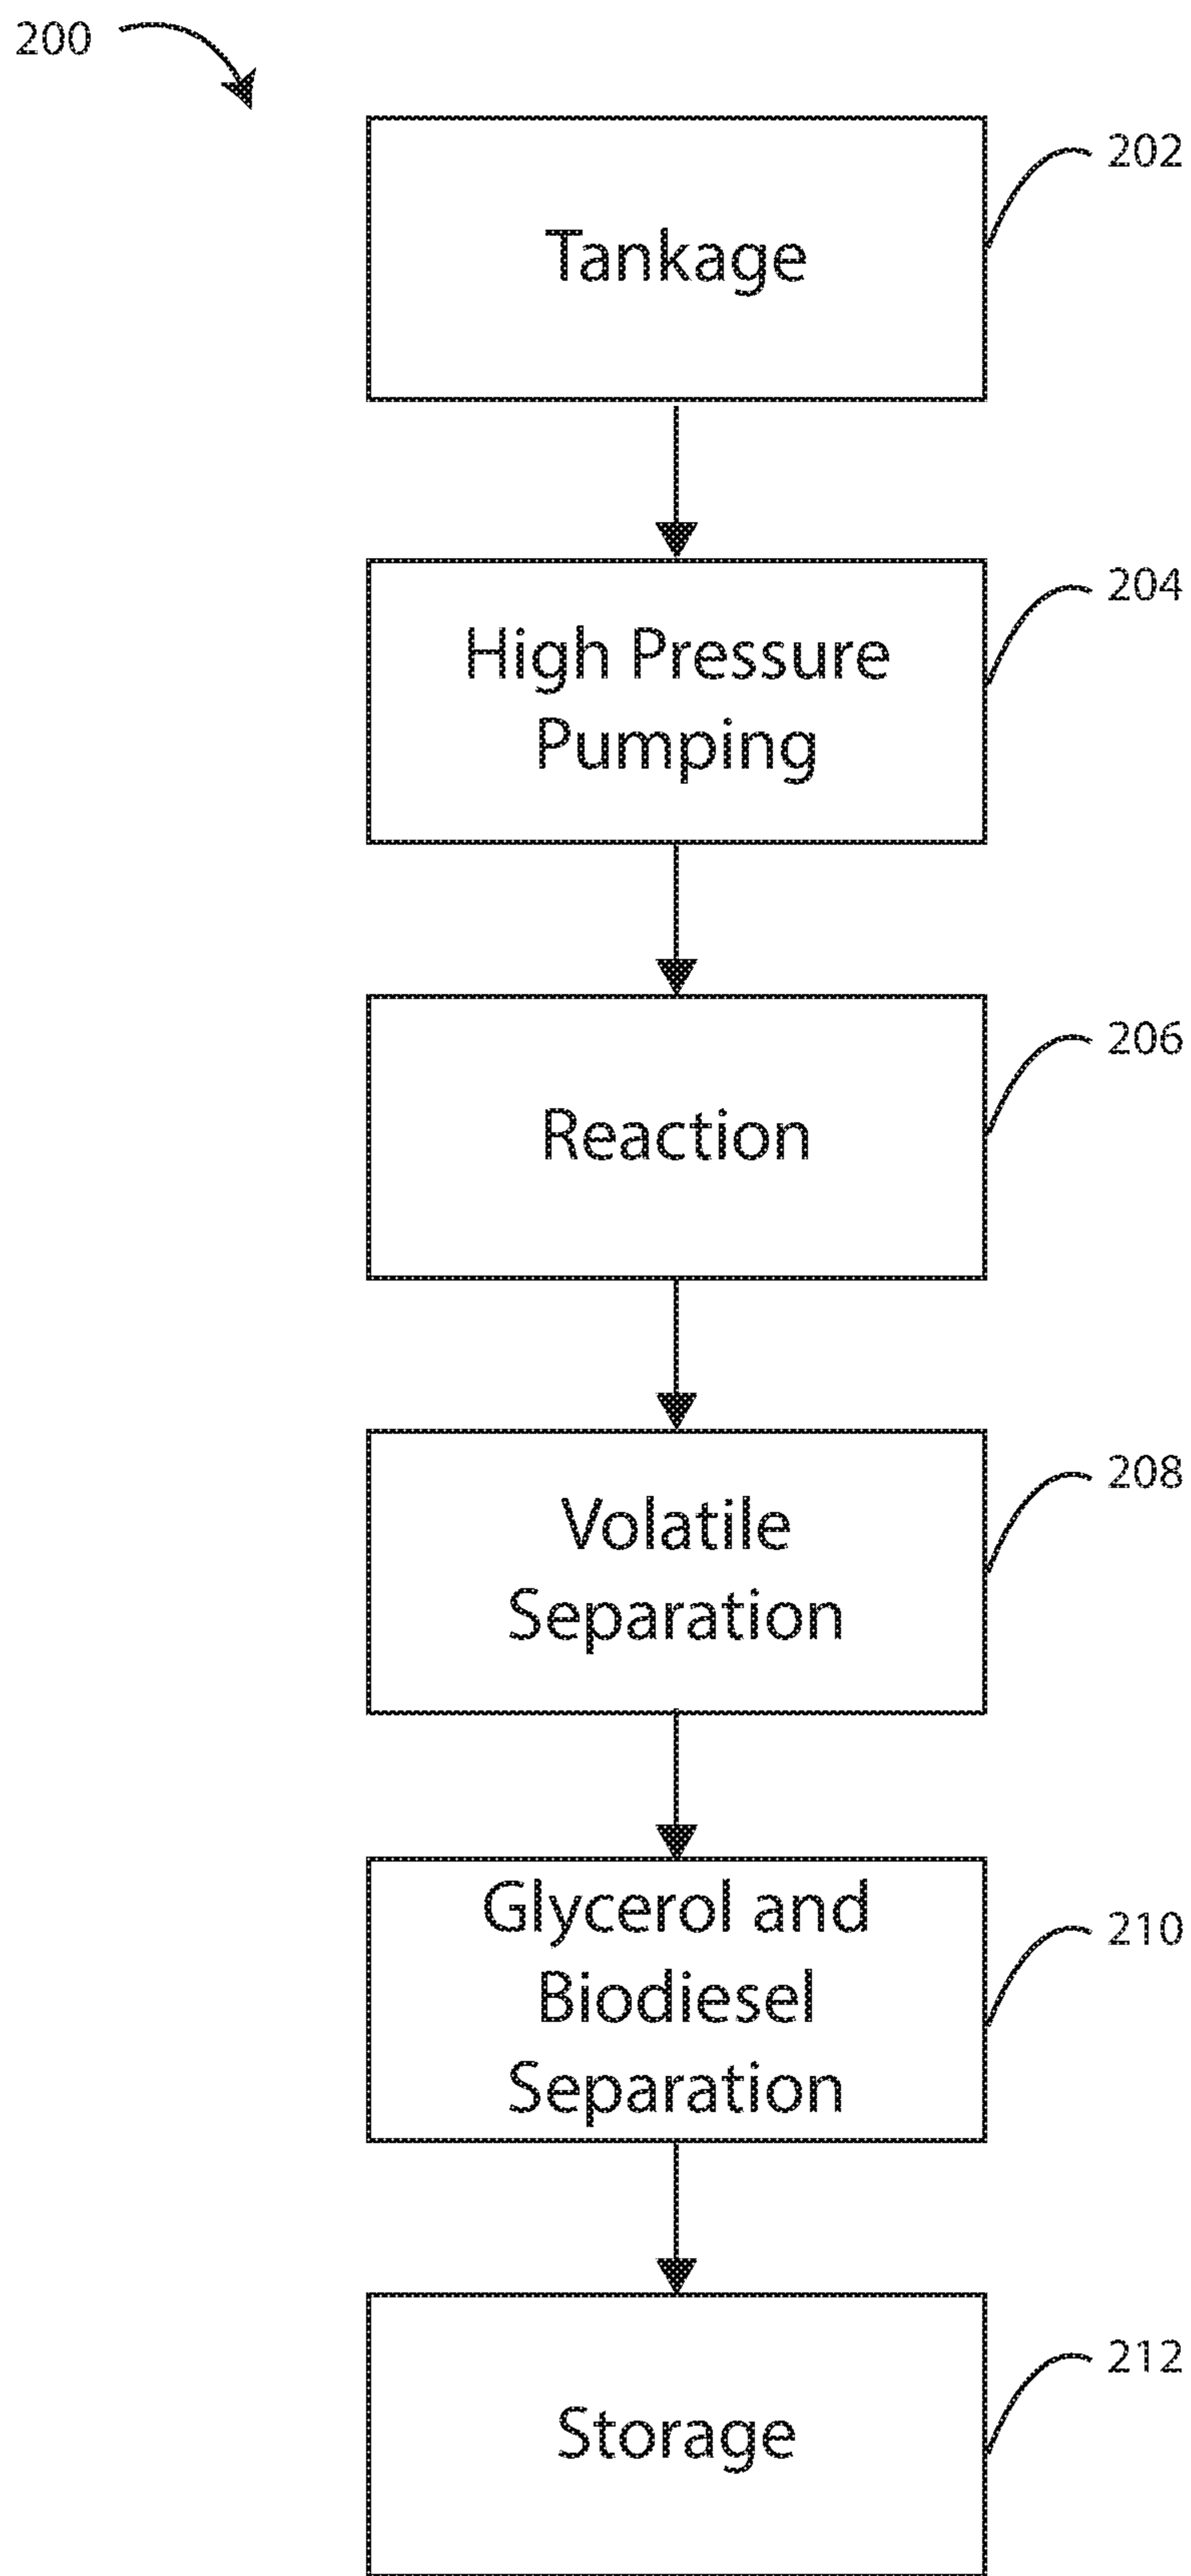 200
202
Tankage
204
High Pressure
Pumping
206
Reaction
208
Volatile
Separation
210
Glycerol and
Biodiesel
Separation
212
Storage